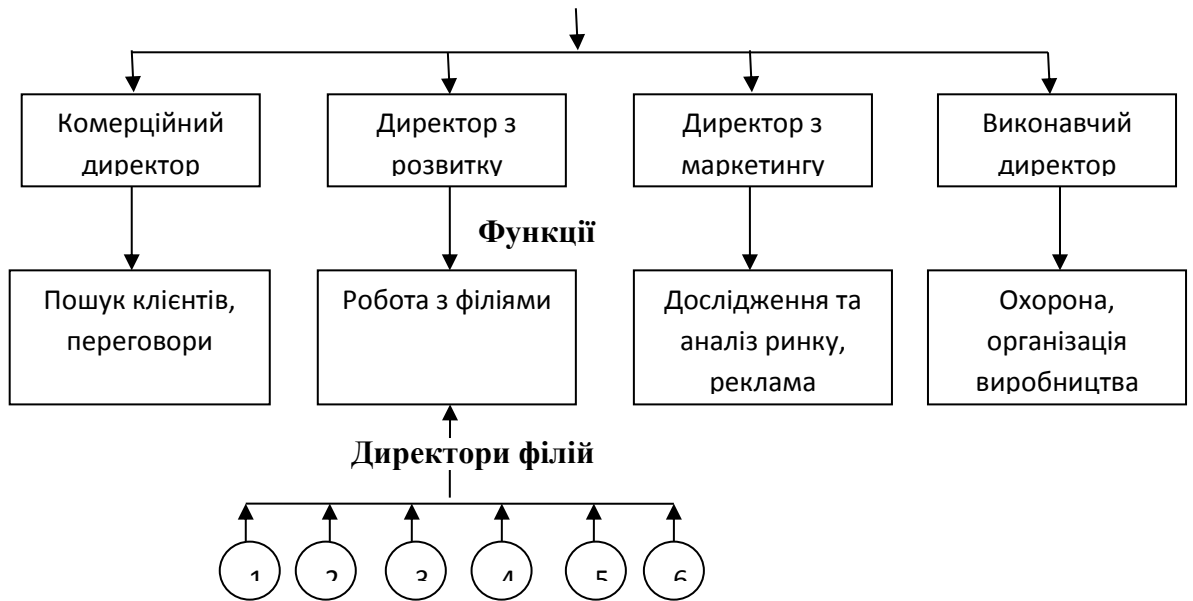 Комерційний
директор
Директор з
розвитку
Директор з
маркетингу
Виконавчий
директор
Функції
Пошук клієнтів,
переговори
Робота з філіями
Дослідження та
аналіз ринку,
реклама
Охорона,
організація
виробництва
Директори філій
1 2 3 4 5 6